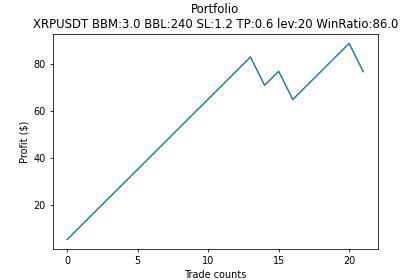 Portfolio
XRPUSDT BBM:3.0 BBL:240 SL:1.2 TP:0.6 lev:20 WinRatio:86.0
80
60
40
20
Profit ($)
0 5 10 15 20
Trade counts